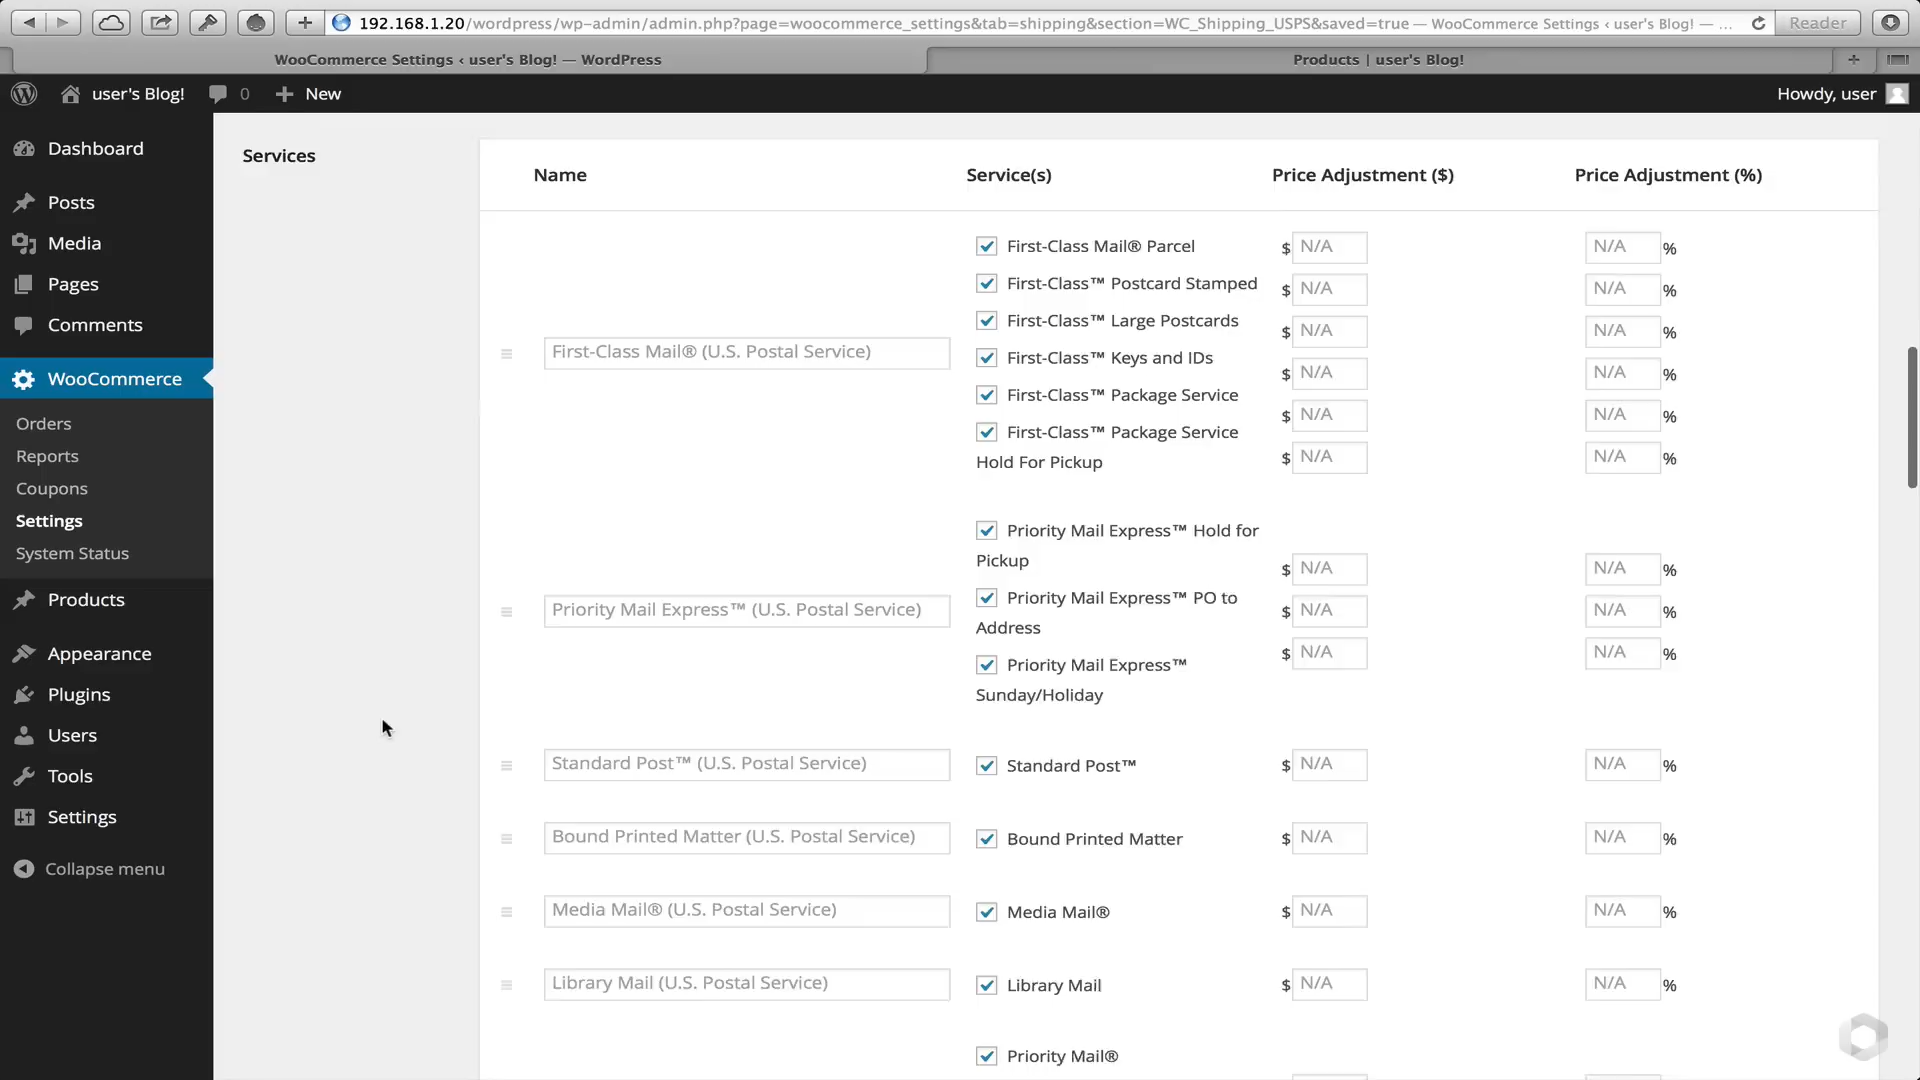 192.168.1.20/wordpress/wp-admin/admin.php?page=woocommerce_settings&tab=shipping&section=WC_Shipping_USPS&saved=true — WooCommerce Settings ‹ user's Blog! — ...
Reader
WooCommerce Settings ‹ user's Blog! — WordPress
Products | user's Blog!
user's Blog!
0
New
Howdy, user
Dashboard
Posts
Media
Pages
Comments
WooCommerce
Orders
Reports
Coupons
Settings
System Status
Products
Appearance
Plugins
Users
Tools
Settings
Collapse menu
Services
Name Service(s) Price Adjustment ($) Price Adjustment (%)
First-Class Mail® (U.S. Postal Service)
First-Class Mail® Parcel $ N/A N/A %
First-Class™ Postcard Stamped $ N/A N/A %
First-Class™ Large Postcards $ N/A N/A %
First-Class™ Keys and IDs $ N/A N/A %
First-Class™ Package Service $ N/A N/A %
First-Class™ Package Service $ N/A N/A %
Hold For Pickup
Priority Mail Express™ (U.S. Postal Service)
Priority Mail Express™ Hold for
Pickup $ N/A N/A %
Priority Mail Express™ PO to $ N/A N/A %
Address
Priority Mail Express™ $ N/A N/A %
Sunday/Holiday
Standard Post™ (U.S. Postal Service) Standard Post™ $ N/A N/A %
Bound Printed Matter (U.S. Postal Service) Bound Printed Matter $ N/A N/A %
Media Mail® (U.S. Postal Service) Media Mail® $ N/A N/A %
Library Mail (U.S. Postal Service) Library Mail $ N/A N/A %
Priority Mail®